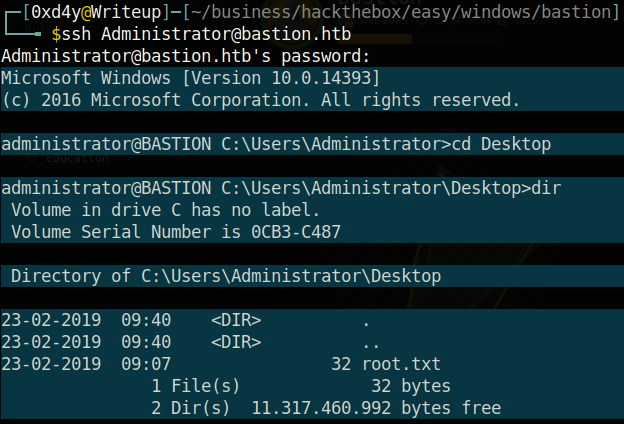 ┌─[0xd4y@Writeup]─[~/business/hackthebox/easy/windows/bastion]
└──╼ $ssh Administrator@bastion.htb
Administrator@bastion.htb's password:
Microsoft Windows [Version 10.0.14393]
(c) 2016 Microsoft Corporation. All rights reserved.
administrator@BASTION C:\Users\Administrator>cd Desktop
Education
administrator@BASTION C:\Users\Administrator\Desktop>dir
 Volume in drive C has no label.
 Volume Serial Number is 0CB3-C487
 Directory of C:\Users\Administrator\Desktop
23-02-2019  09:40    <DIR>          .
23-02-2019  09:40    <DIR>          ..
23-02-2019  09:07                32 root.txt
               1 File(s)             32 bytes
               2 Dir(s)  11.317.460.992 bytes free